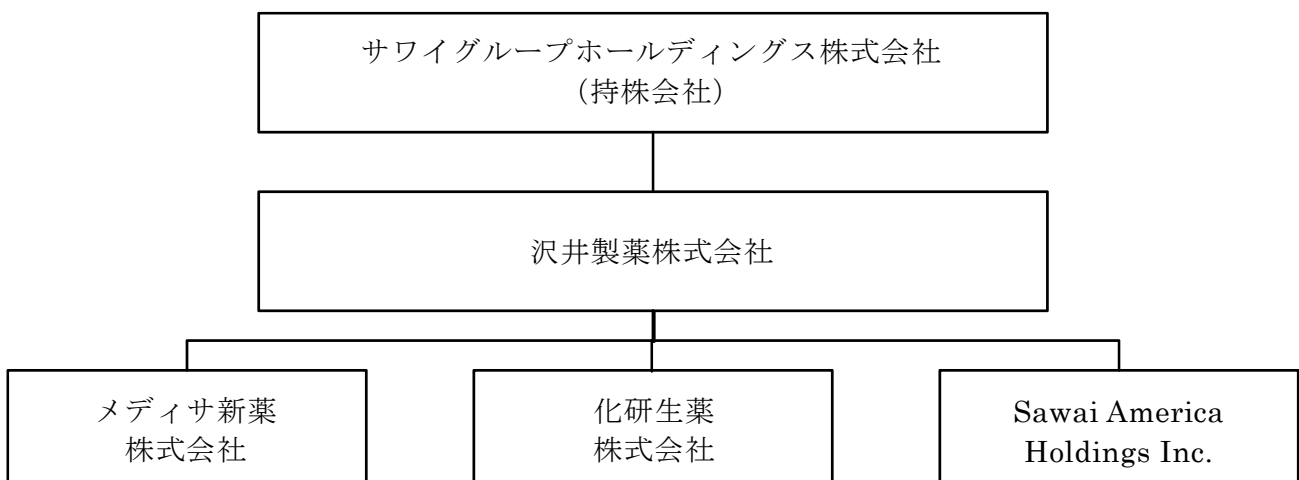 サワイグループホールディングス株式会社
（持株会社）
沢井製薬株式会社
メディサ新薬
株式会社
化研生薬
株式会社
Sawai America
Holdings Inc.